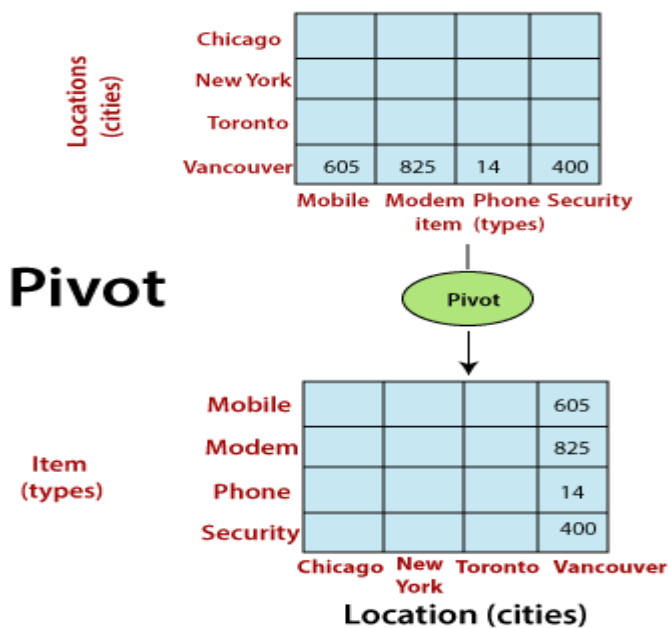 Locations
(cities)
Chicago
New York
Toronto
Vancouver 605 825 14 400
Mobile Modem Phone Security
item (types)
Pivot
Pivot
Item
(types)
Mobile 605
Modem 825
Phone 14
Security 400
Chicago New York Toronto Vancouver
Location (cities)